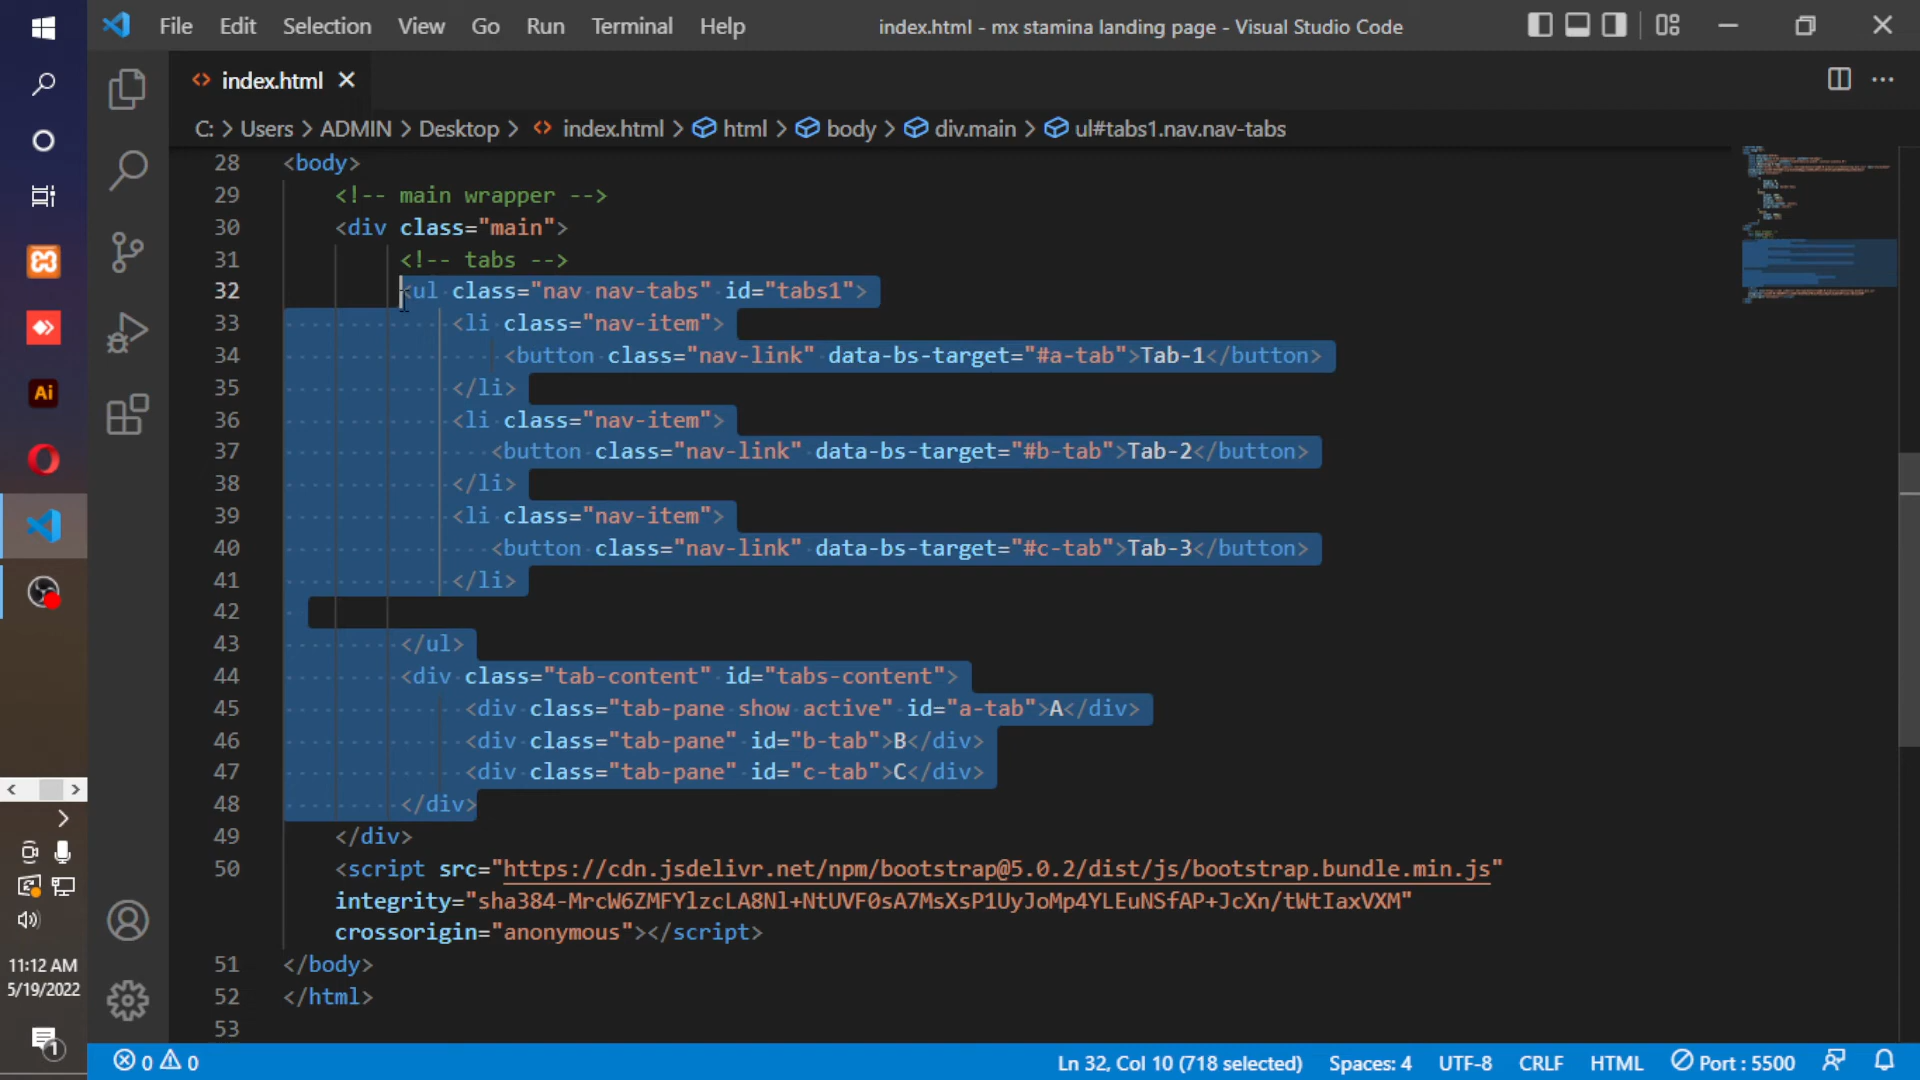 File Edit Selection View Go Run Terminal Help index.html - mx stamina landing page - Visual Studio Code
<> index.html
C: > Users > ADMIN > Desktop > <> index.html > html > body > div.main > ul#tabs1.nav.nav-tabs
28 <body>
29 <!-- main wrapper -->
30 <div class="main">
31 <!-- tabs -->
32 <ul class="nav nav-tabs" id="tabs1">
33 <li class="nav-item">
34 <button class="nav-link" data-bs-target="#a-tab">Tab-1</button>
35 </li>
36 <li class="nav-item">
37 <button class="nav-link" data-bs-target="#b-tab">Tab-2</button>
38 </li>
39 <li class="nav-item">
40 <button class="nav-link" data-bs-target="#c-tab">Tab-3</button>
41 </li>
42
43 </ul>
44 <div class="tab-content" id="tabs-content">
45 <div class="tab-pane show active" id="a-tab">A</div>
46 <div class="tab-pane" id="b-tab">B</div>
47 <div class="tab-pane" id="c-tab">C</div>
48 </div>
49 </div>
50 <script src="https://cdn.jsdelivr.net/npm/bootstrap@5.0.2/dist/js/bootstrap.bundle.min.js"
integrity="sha384-MrcW6ZMFYlzcLA8Nl+NtUVF0sA7MsXsP1UyJoMp4YLEuNSfAP+JcXn/tWtIaxVXM"
crossorigin="anonymous"></script>
51 </body>
52 </html>
53
Ai
11:12 AM
5/19/2022
1
0 0 Ln 32, Col 10 (718 selected) Spaces: 4 UTF-8 CRLF HTML Port : 5500